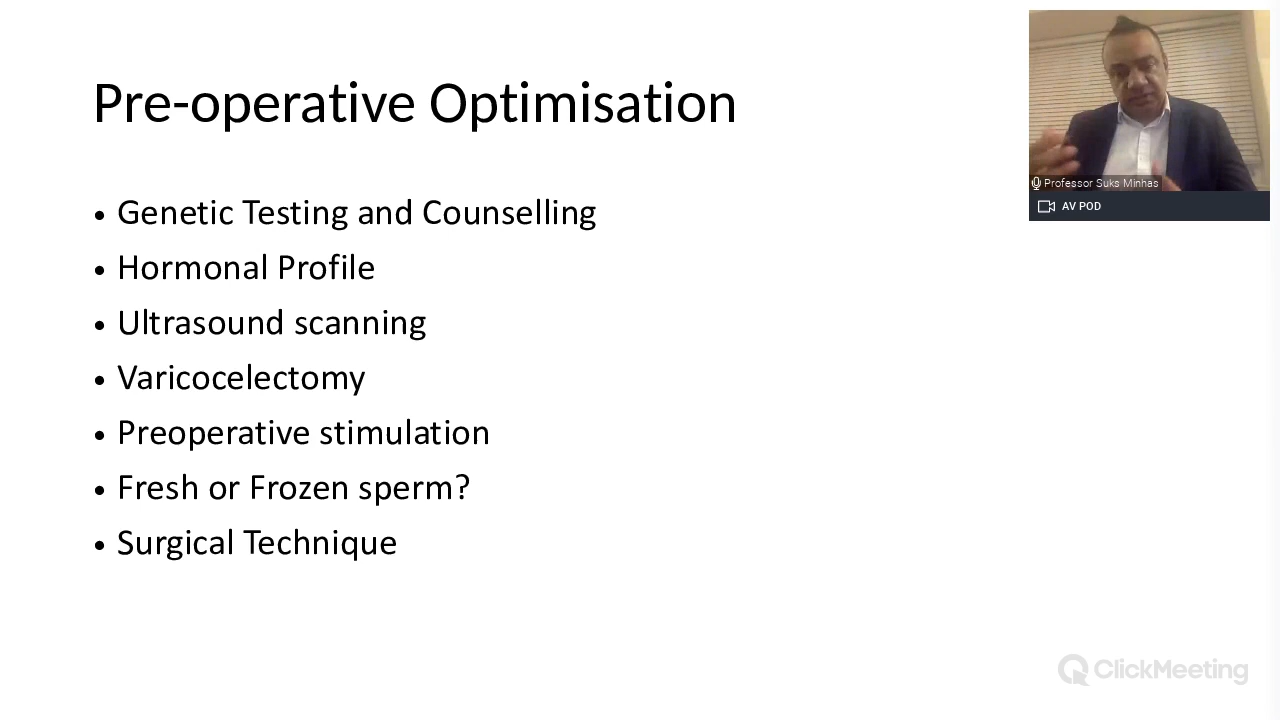 Pre-operative Optimisation
• Genetic Testing and Counselling
• Hormonal Profile
• Ultrasound scanning
• Varicocelectomy
• Preoperative stimulation
• Fresh or Frozen sperm?
• Surgical Technique
Professor Suks Minhas
AV POD
ClickMeeting